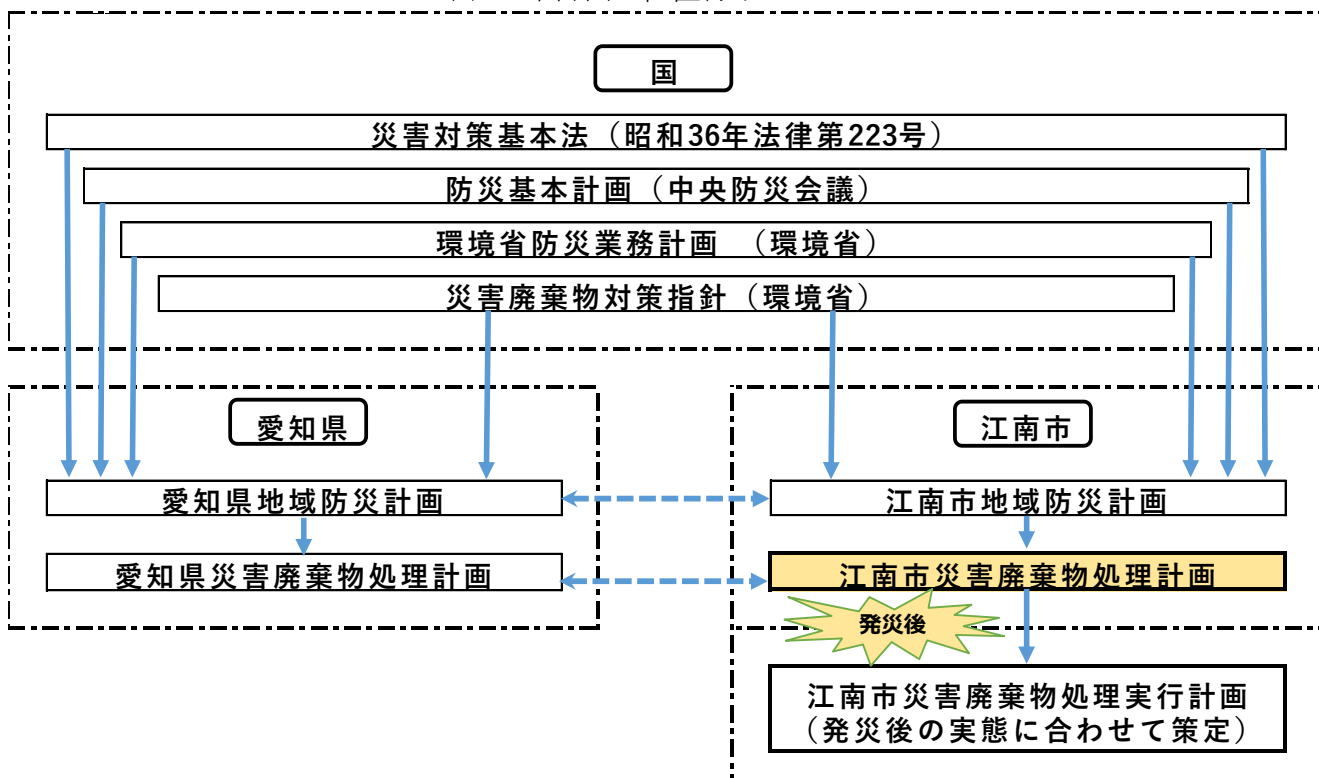 国
災害対策基本法（昭和36年法律第223号）
防災基本計画（中央防災会議）
環境省防災業務計画　（環境省）
災害廃棄物対策指針（環境省）
愛知県
江南市
愛知県地域防災計画
江南市地域防災計画
愛知県災害廃棄物処理計画
江南市災害廃棄物処理計画
発災後
江南市災害廃棄物処理実行計画
（発災後の実態に合わせて策定）